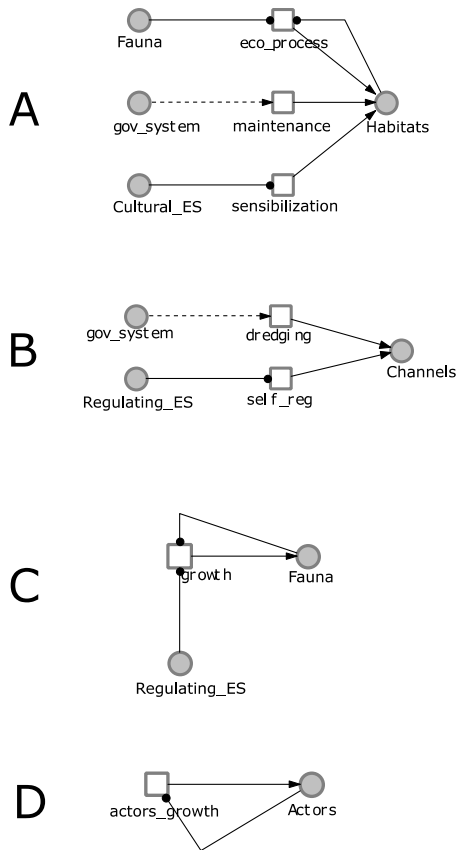 Fauna
eco_process
A
gov_system
maintenance
Habitats
Cultural_ES
sensibilization
gov_system
dredging
B
Channels
Regulating_ES
self_reg
C
growth
Fauna
Regulating_ES
D
actors_growth
Actors